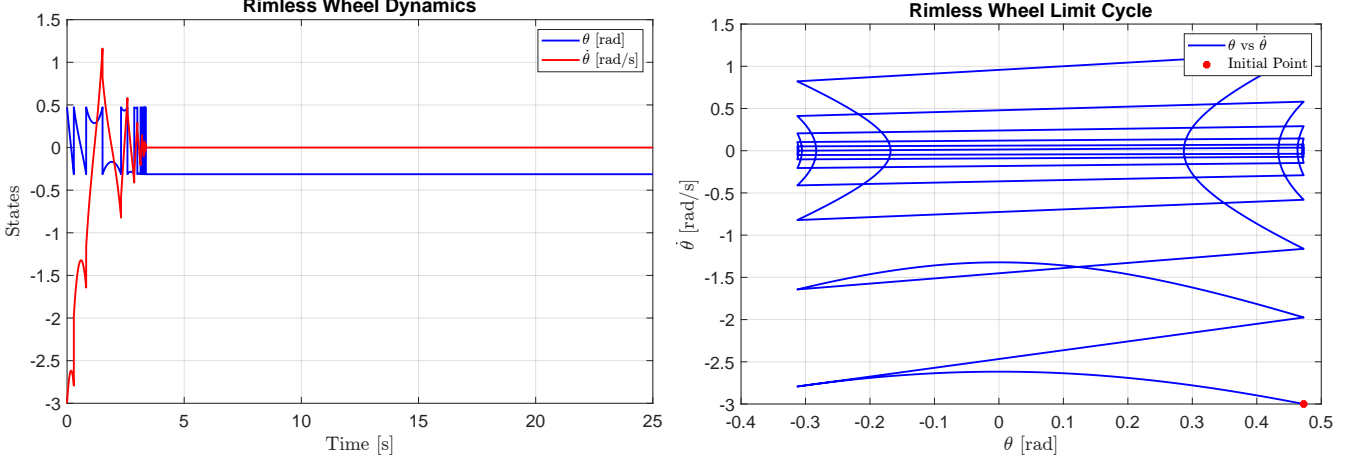 Rimless Wheel Dynamics
1.5
1
0.5
0
-0.5
-1
-1.5
-2
-2.5
-3
States
0 5 10 15 20 25
Time [s]
θ [rad]
θ̇ [rad/s]
Rimless Wheel Limit Cycle
1.5
1
0.5
0
-0.5
-1
-1.5
-2
-2.5
-3
θ̇ [rad/s]
-0.4 -0.3 -0.2 -0.1 0 0.1 0.2 0.3 0.4 0.5
θ [rad]
θ vs θ̇
Initial Point